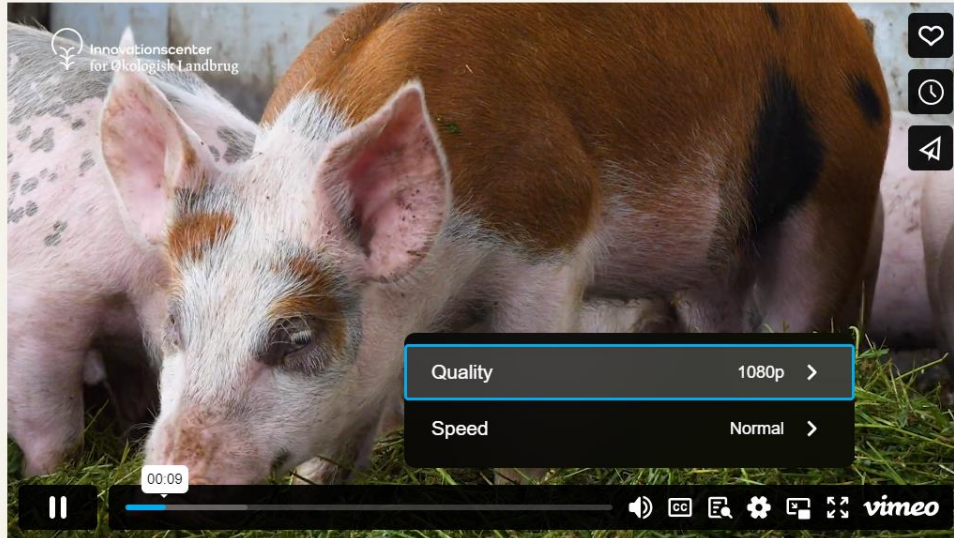 Innovationscenter
for Økologisk Landbrug
Quality 1080p
Speed Normal
00:09
CC
vimeo